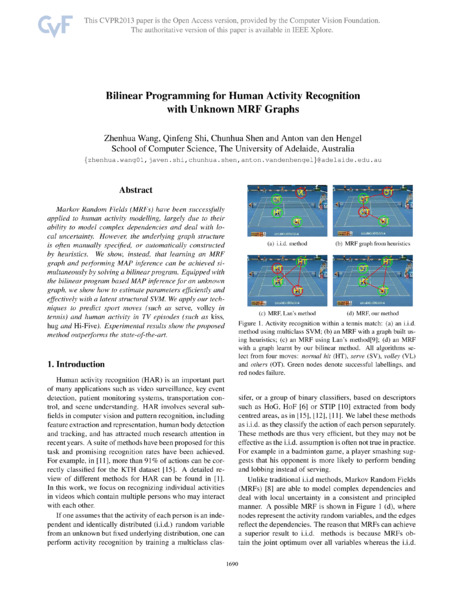 CVF
This CVPR2013 paper is the Open Access version, provided by the Computer Vision Foundation.
The authoritative version of this paper is available in IEEE Xplore.
Bilinear Programming for Human Activity Recognition
with Unknown MRF Graphs
Zhenhua Wang, Qinfeng Shi, Chunhua Shen and Anton van den Hengel
School of Computer Science, The University of Adelaide, Australia
{zhenhua.wang01,javen.shi,chunhua.shen,anton.vandenhengel}@adelaide.edu.au
Abstract
Markov Random Fields (MRFs) have been successfully
applied to human activity modelling, largely due to their
ability to model complex dependencies and deal with lo-
cal uncertainty. However, the underlying graph structure
is often manually specified, or automatically constructed
by heuristics. We show, instead, that learning an MRF
graph and performing MAP inference can be achieved si-
multaneously by solving a bilinear program. Equipped with
the bilinear program based MAP inference for an unknown
graph, we show how to estimate parameters efficiently and
effectively with a latent structural SVM. We apply our tech-
niques to predict sport moves (such as serve, volley in
tennis) and human activity in TV episodes (such as kiss,
hug and Hi-Five). Experimental results show the proposed
method outperforms the state-of-the-art.
1. Introduction
Human activity recognition (HAR) is an important part
of many applications such as video surveillance, key event
detection, patient monitoring systems, transportation con-
trol, and scene understanding. HAR involves several sub-
fields in computer vision and pattern recognition, including
feature extraction and representation, human body detection
and tracking, and has attracted much research attention in
recent years. A suite of methods have been proposed for this
task and promising recognition rates have been achieved.
For example, in [11], more than 91% of actions can be cor-
rectly classified for the KTH dataset [15]. A detailed re-
view of different methods for HAR can be found in [1].
In this work, we focus on recognizing individual activities
in videos which contain multiple persons who may interact
with each other.
If one assumes that the activity of each person is an inde-
pendent and identically distributed (i.i.d.) random variable
from an unknown but fixed underlying distribution, one can
perform activity recognition by training a multiclass clas-
(a) i.i.d. method
(b) MRF graph from heuristics
(c) MRF, Lan's method
(d) MRF, our method
Figure 1. Activity recognition within a tennis match: (a) an i.i.d.
method using multiclass SVM; (b) an MRF with a graph built us-
ing heuristics; (c) an MRF using Lan's method[9]; (d) an MRF
with a graph learnt by our bilinear method. All algorithms se-
lect from four moves: normal hit (HT), serve (SV), volley (VL)
and others (OT). Green nodes denote successful labellings, and
red nodes failure.
sifer, or a group of binary classifiers, based on descriptors
such as HoG, HoF [6] or STIP [10] extracted from body
centred areas, as in [15], [12], [11]. We label these methods
as i.i.d. as they classify the action of each person separately.
These methods are thus very efficient, but they may not be
effective as the i.i.d. assumption is often not true in practice.
For example in a badminton game, a player smashing sug-
gests that his opponent is more likely to perform bending
and lobbing instead of serving.
Unlike traditional i.i.d methods, Markov Random Fields
(MRFs) [8] are able to model complex dependencies and
deal with local uncertainty in a consistent and principled
manner. A possible MRF is shown in Figure 1 (d), where
nodes represent the activity random variables, and the edges
reflect the dependencies. The reason that MRFs can achieve
a superior result to i.i.d. methods is because MRFs ob-
tain the joint optimum over all variables whereas the i.i.d.
1690